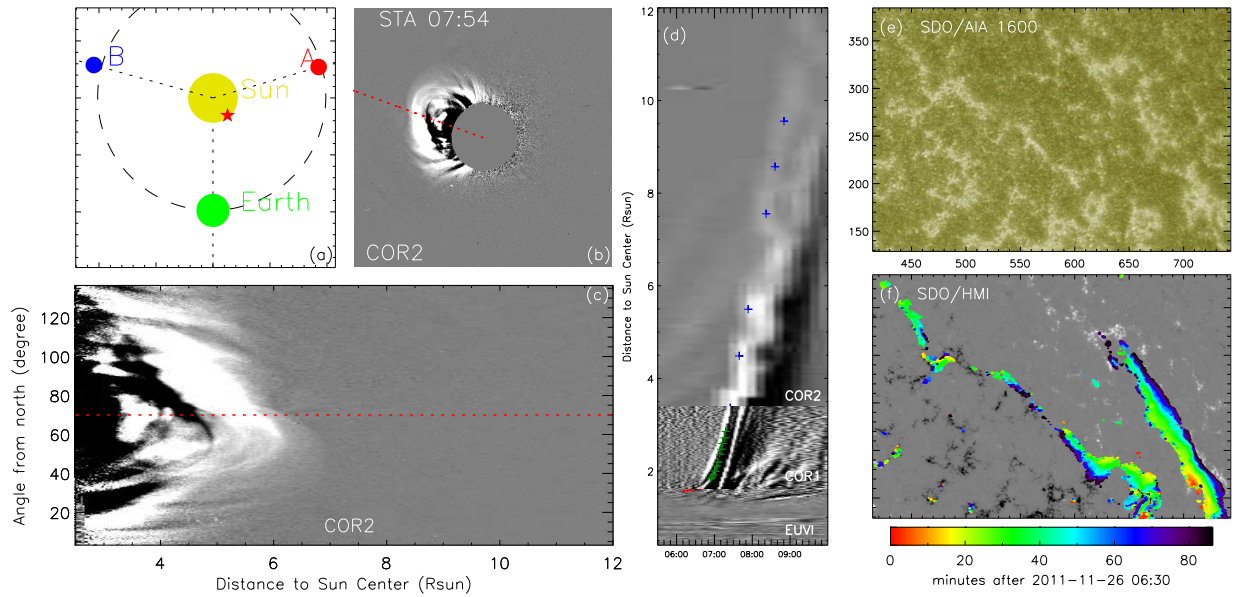 B
A
Sun
Earth
(a)
STA 07:54
COR2
(b)
(c)
120
100
80
60
40
20
Angle from north (degree)
COR2
4
6
8
10
12
Distance to Sun Center (Rsun)
(d)
12
10
8
6
4
2
Distance to Sun Center (Rsun)
COR2
COR1
EUVI
06:00
07:00
08:00
09:00
(e) SDO/AIA 1600
350
300
250
200
150
450
500
550
600
650
700
(f) SDO/HMI
0
20
40
60
80
minutes after 2011-11-26 06:30